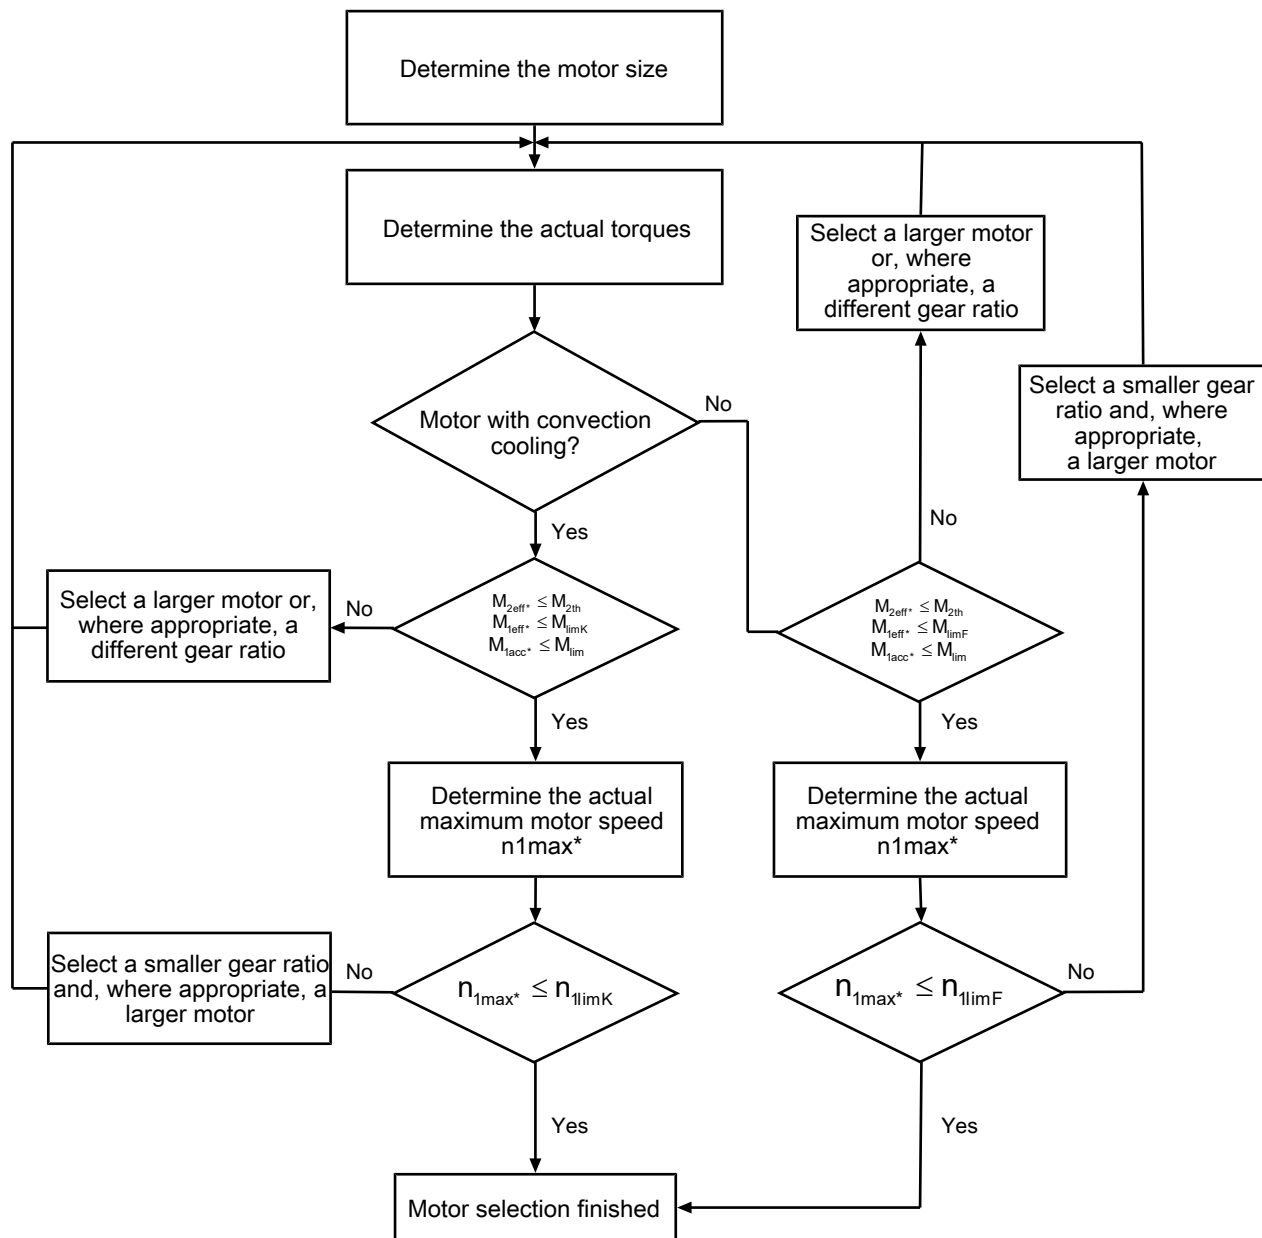 Determine the motor size
Determine the actual torques
Select a larger motor
or, where
appropriate, a
different gear ratio
Select a smaller gear
ratio and, where
appropriate,
a larger motor
Motor with convection
cooling?
No
Yes
No
Select a larger motor or,
where appropriate, a
different gear ratio
No
M2eff* ≤ M2th
M1eff* ≤ MlimK
M1acc* ≤ Mlim
M2eff* ≤ M2th
M1eff* ≤ MlimF
M1acc* ≤ Mlim
Yes
Yes
Determine the actual
maximum motor speed
n1max*
Determine the actual
maximum motor speed
n1max*
Select a smaller gear ratio
and, where appropriate, a
larger motor
No
n1max* ≤ n1limK
n1max* ≤ n1limF
No
Yes
Yes
Motor selection finished